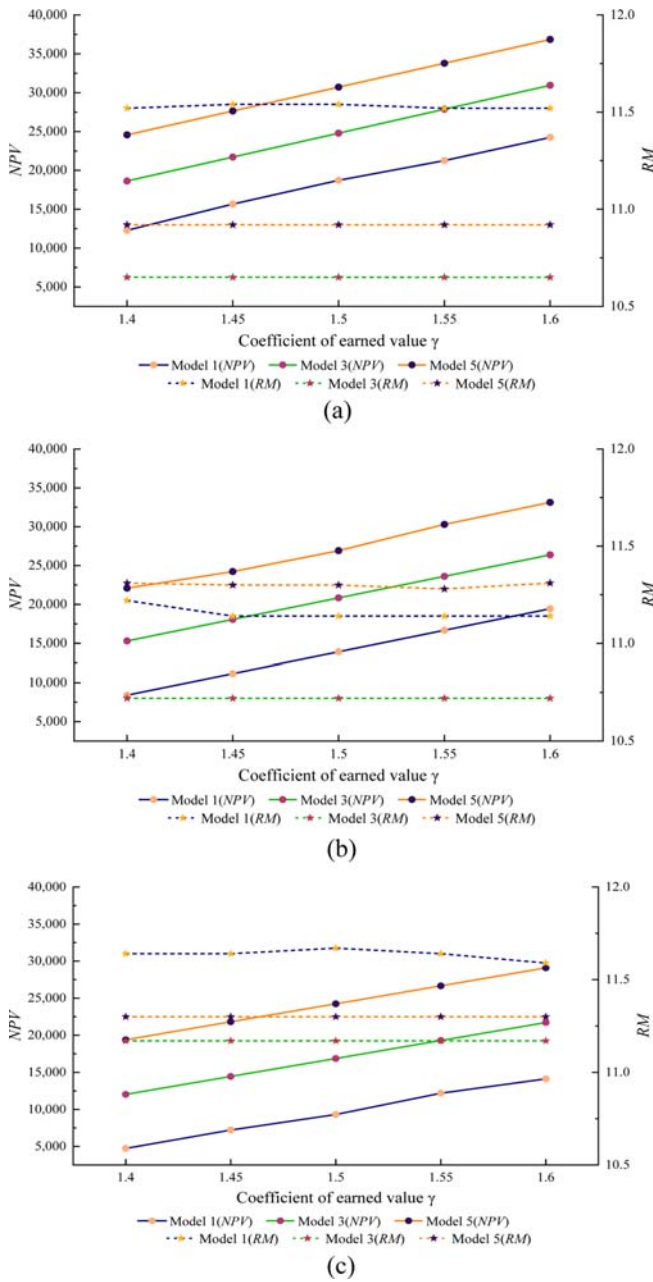 40,000 12.0
35,000
30,000 11.5
25,000
NPV RM
20,000
15,000 11.0
10,000
5,000 10.5
1.4 1.45 1.5 1.55 1.6
Coefficient of earned value γ
Model 1(NPV) Model 3(NPV) Model 5(NPV)
Model 1(RM) Model 3(RM) Model 5(RM)
(a)
40,000 12.0
35,000
30,000 11.5
25,000
NPV RM
20,000
15,000 11.0
10,000
5,000 10.5
1.4 1.45 1.5 1.55 1.6
Coefficient of earned value γ
Model 1(NPV) Model 3(NPV) Model 5(NPV)
Model 1(RM) Model 3(RM) Model 5(RM)
(b)
40,000 12.0
35,000
30,000 11.5
25,000
NPV RM
20,000
15,000 11.0
10,000
5,000 10.5
1.4 1.45 1.5 1.55 1.6
Coefficient of earned value γ
Model 1(NPV) Model 3(NPV) Model 5(NPV)
Model 1(RM) Model 3(RM) Model 5(RM)
(c)